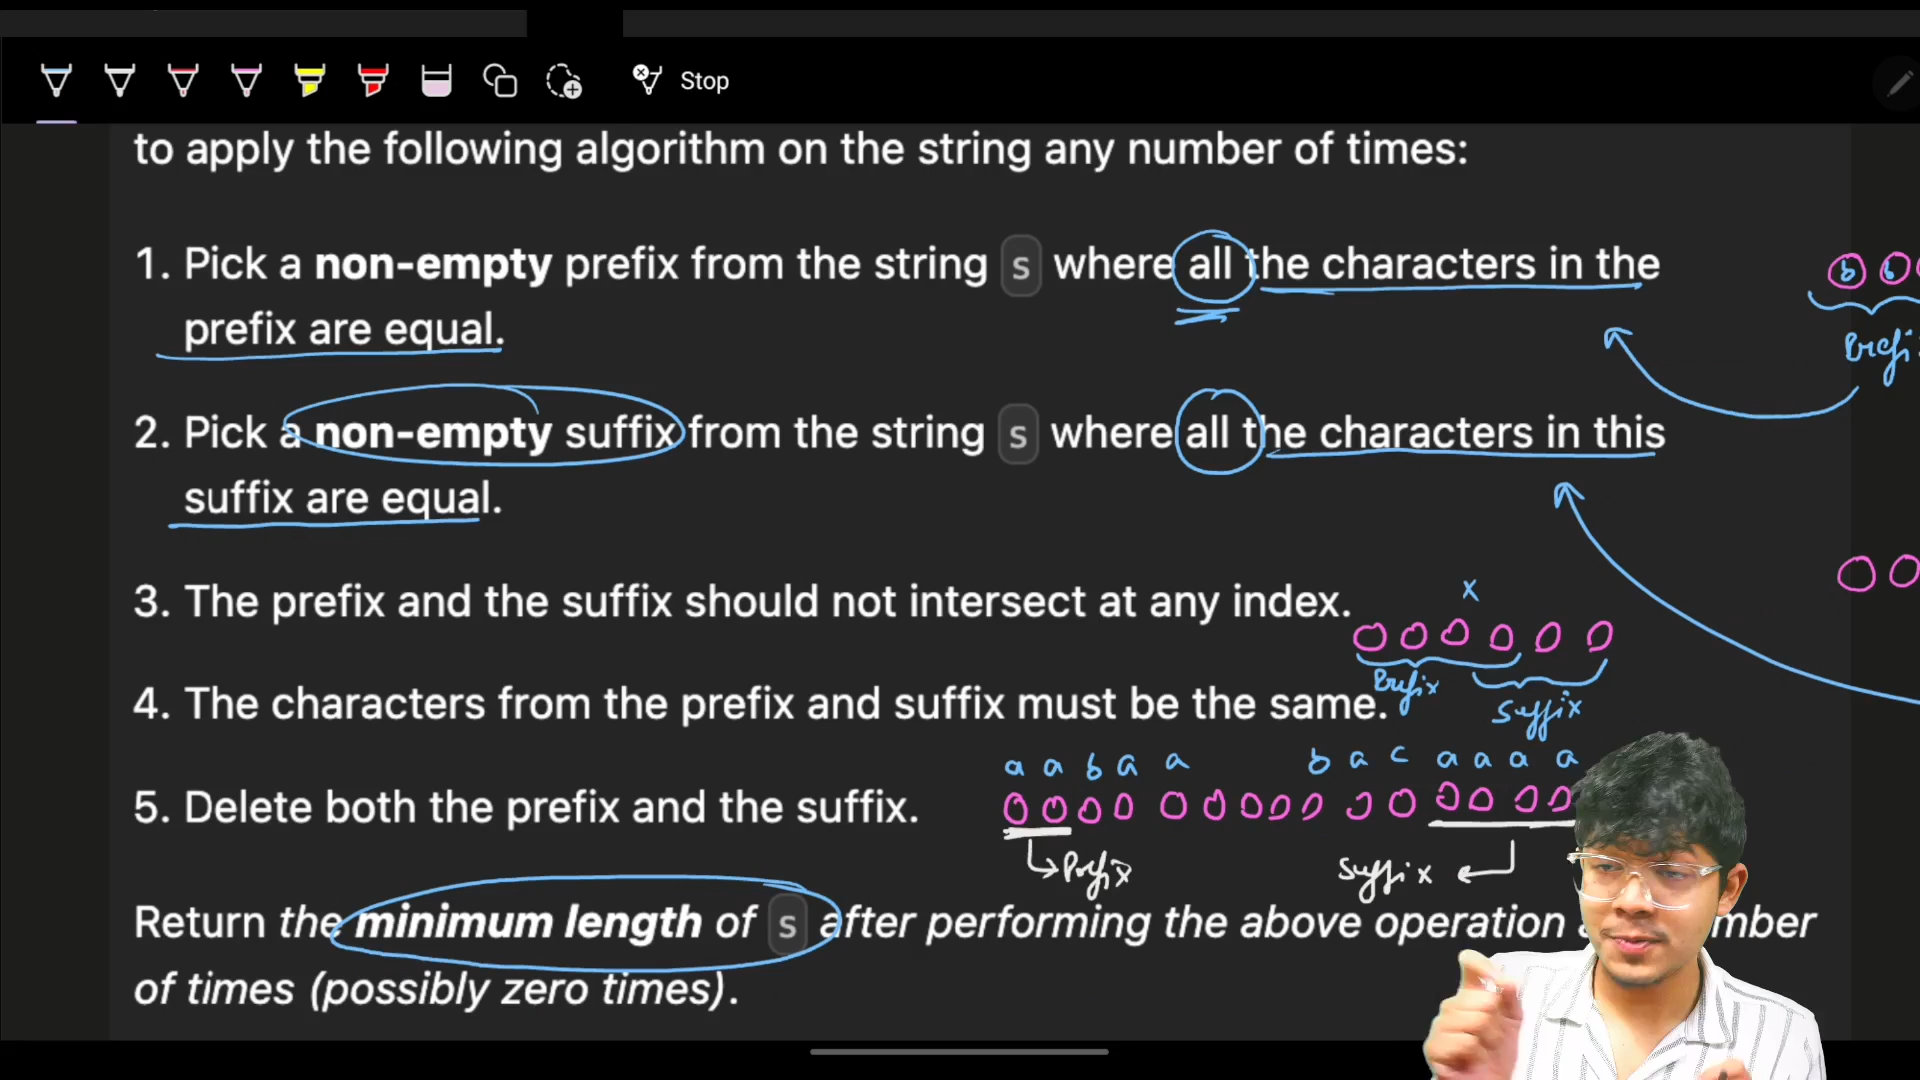 Stop
to apply the following algorithm on the string any number of times:
1. Pick a non-empty prefix from the string s where all the characters in the
prefix are equal.
b b
Prefi
2. Pick a non-empty suffix from the string s where all the characters in this
suffix are equal.
3. The prefix and the suffix should not intersect at any index.
x
Prefix
Suffix
4. The characters from the prefix and suffix must be the same.
a a b a a b a c a a a a
5. Delete both the prefix and the suffix.
Prefix
Suffix
Return the minimum length of s after performing the above operation mber
of times (possibly zero times).